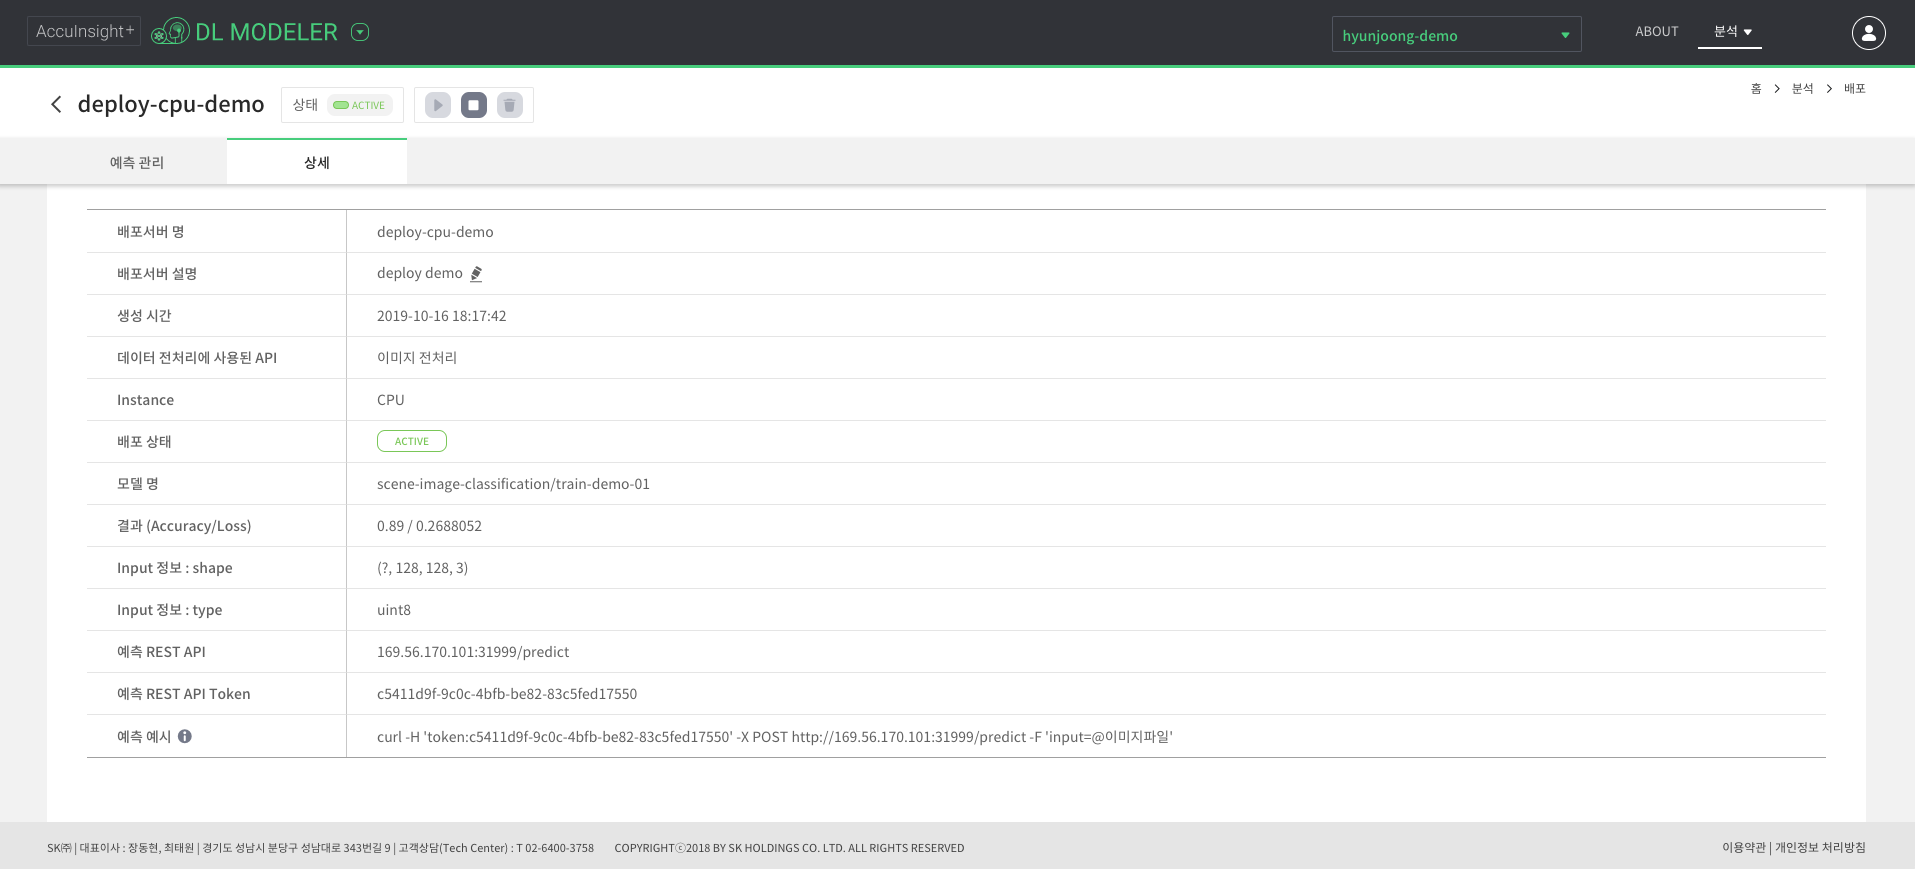 AccuInsight+ DL MODELER hyunjoong-demo ABOUT 분석
deploy-cpu-demo 상태 ACTIVE 홈 > 분석 > 배포
예측 관리 상세
배포서버 명 deploy-cpu-demo
배포서버 설명 deploy demo
생성 시간 2019-10-16 18:17:42
데이터 전처리에 사용된 API 이미지 전처리
Instance CPU
배포 상태 ACTIVE
모델 명 scene-image-classification/train-demo-01
결과 (Accuracy/Loss) 0.89 / 0.2688052
Input 정보 : shape (?, 128, 128, 3)
Input 정보 : type uint8
예측 REST API 169.56.170.101:31999/predict
예측 REST API Token c5411d9f-9c0c-4bfb-be82-83c5fed17550
예측 예시 curl -H 'token:c5411d9f-9c0c-4bfb-be82-83c5fed17550' -X POST http://169.56.170.101:31999/predict -F 'input=@이미지파일'
SK㈜ | 대표이사 : 장동현, 최태원 | 경기도 성남시 분당구 성남대로 343번길 9 | 고객상담(Tech Center) : T 02-6400-3758 COPYRIGHTⓒ2018 BY SK HOLDINGS CO. LTD. ALL RIGHTS RESERVED 이용약관 | 개인정보 처리방침